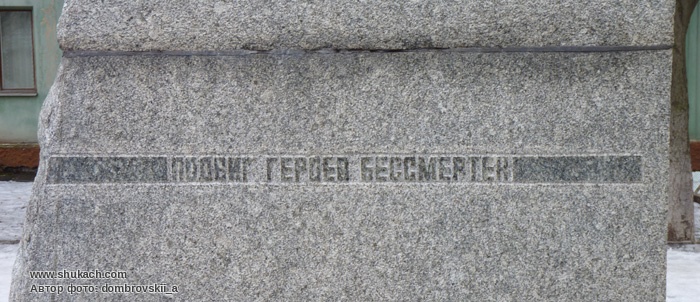 ПОДВИГ ГЕРОЕВ БЕССМЕРТЕН
www.shukach.com
Автор фото- dombrovskii_a